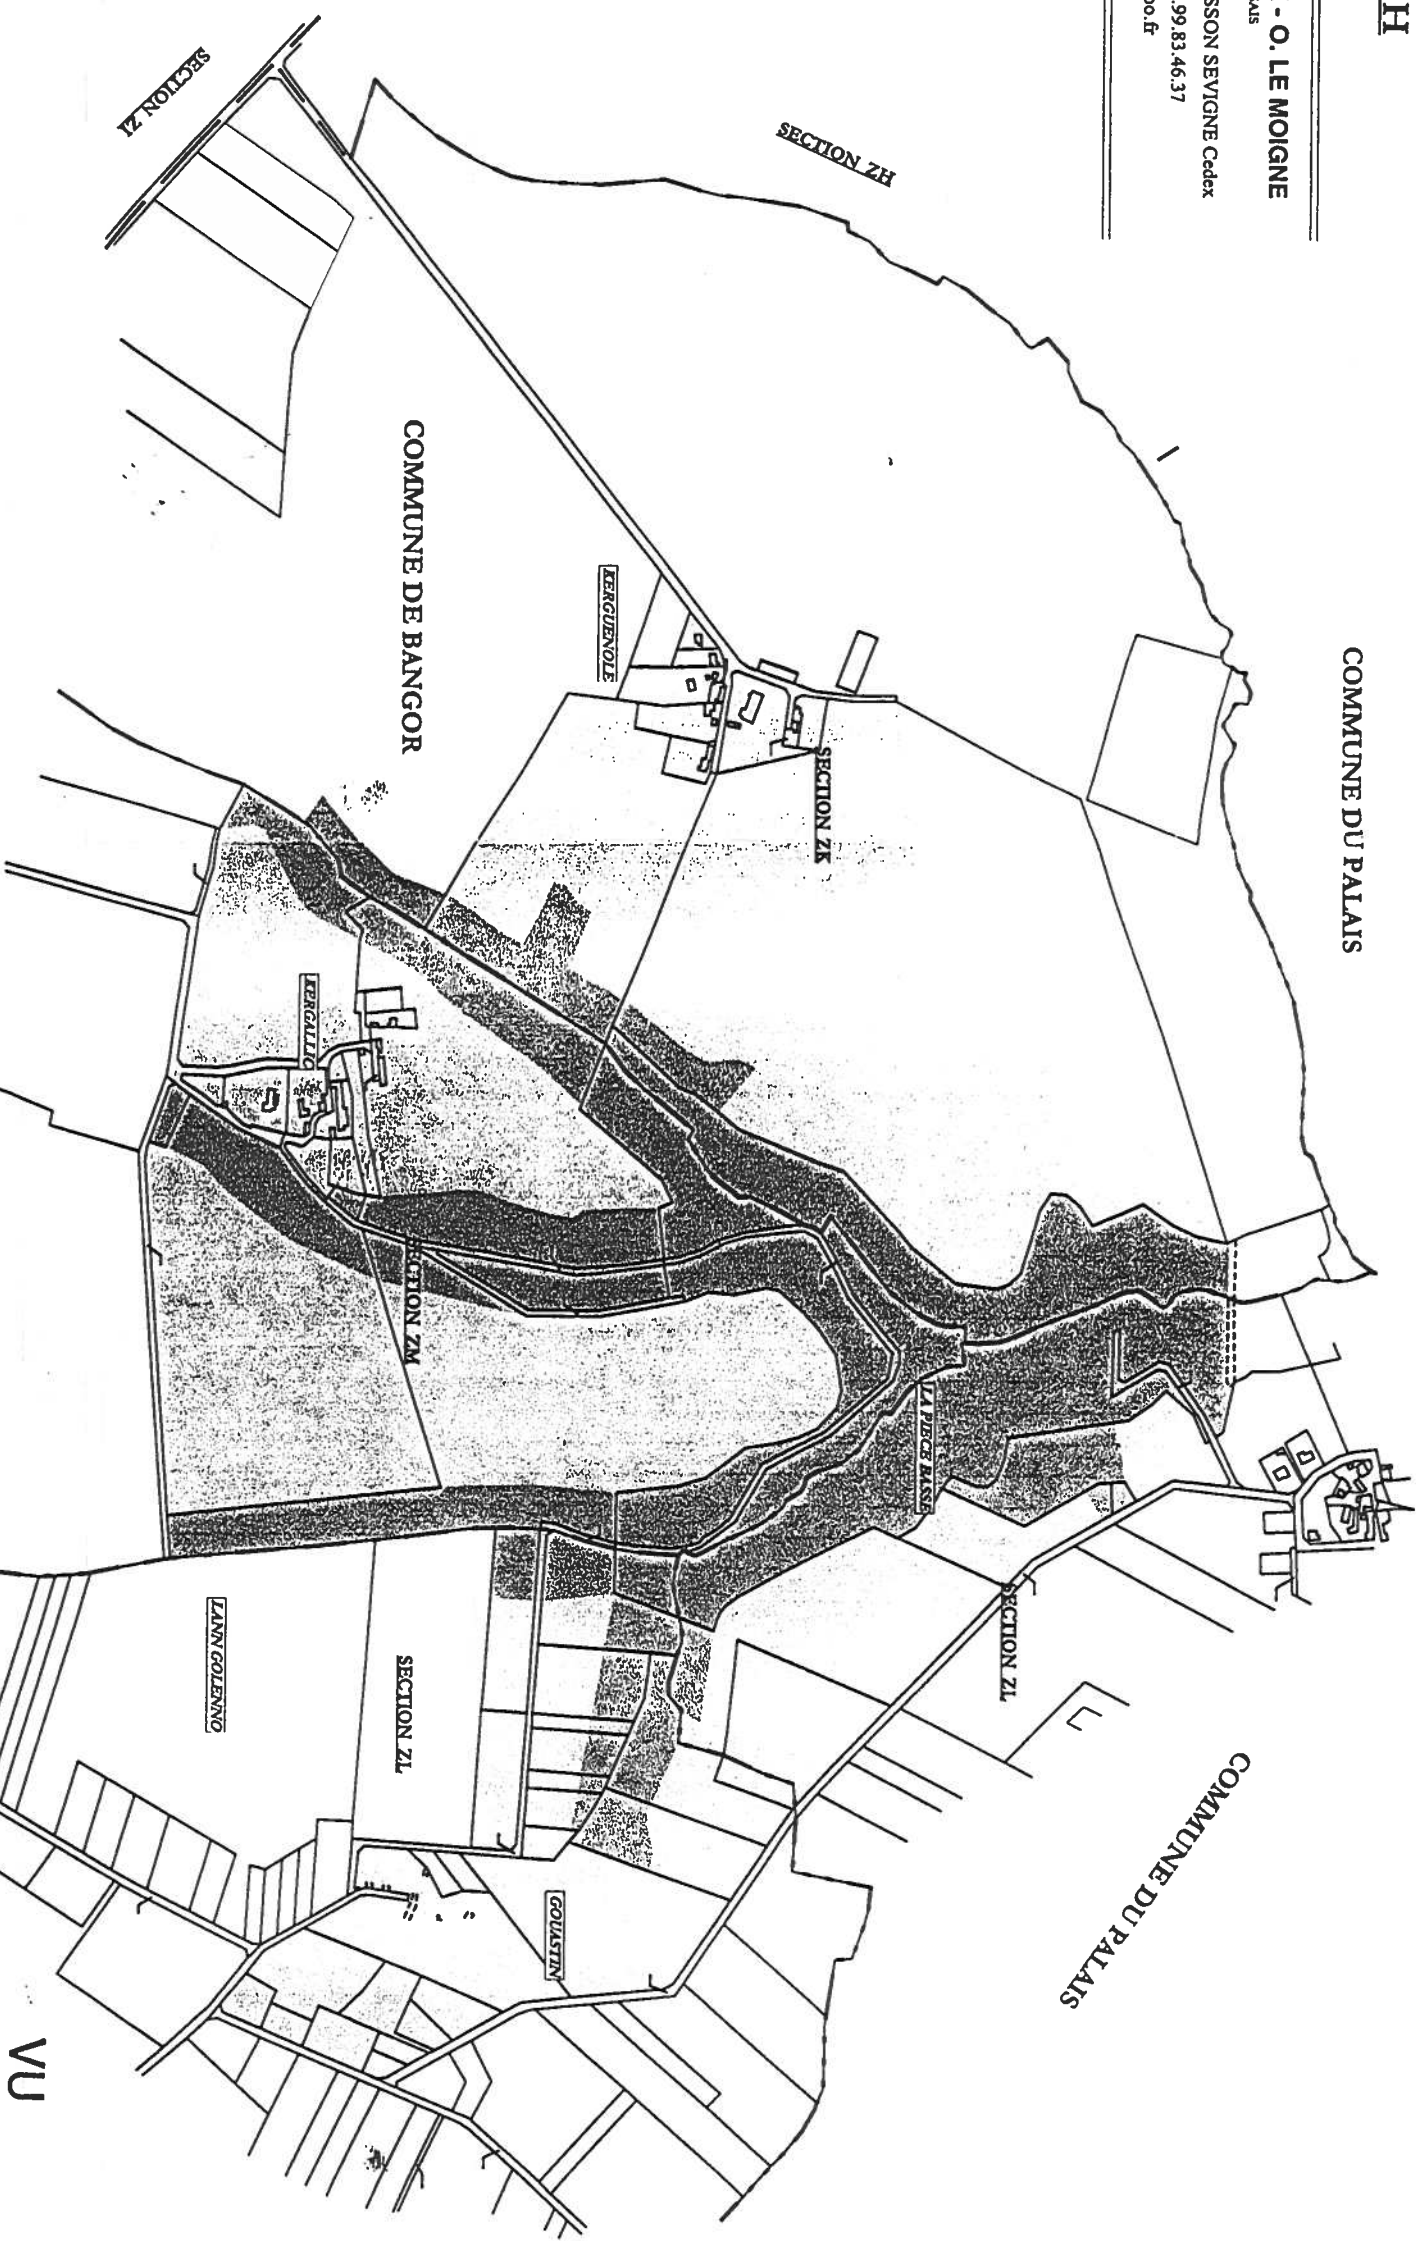 H
- O. LE MOIGNE
SSON SEVIGNE Cedex
.99.83.46.37
oo.fr
COMMUNE DU PALAIS
SECTION ZH
SECTION ZI
COMMUNE DE BANGOR
KERGUENOLE
SECTION ZK
KERGALLIC
SECTION ZM
LA PIECE BASSE
SECTION ZL
COMMUNE DU PALAIS
LANN GOLENNO
SECTION ZL
GOUASTIN
VU